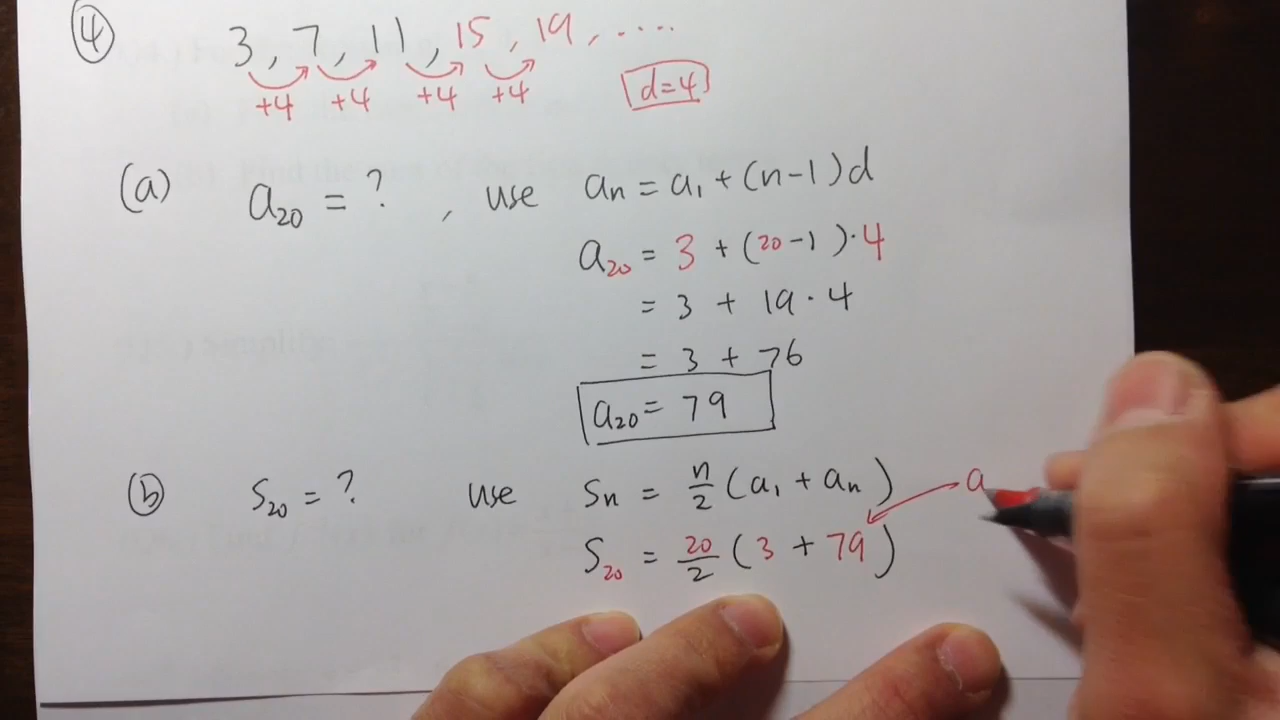 ④ 3, 7, 11, 15, 19, ....
+4 +4 +4 +4 d=4
(a) a₂₀ = ? , use aₙ = a₁ + (n-1)d
a₂₀ = 3 + (20-1)·4
= 3 + 19·4
= 3 + 76
a₂₀ = 79
(b) S₂₀ = ? use Sₙ = n/2 (a₁ + aₙ)
a
S₂₀ = 20/2 (3 + 79)